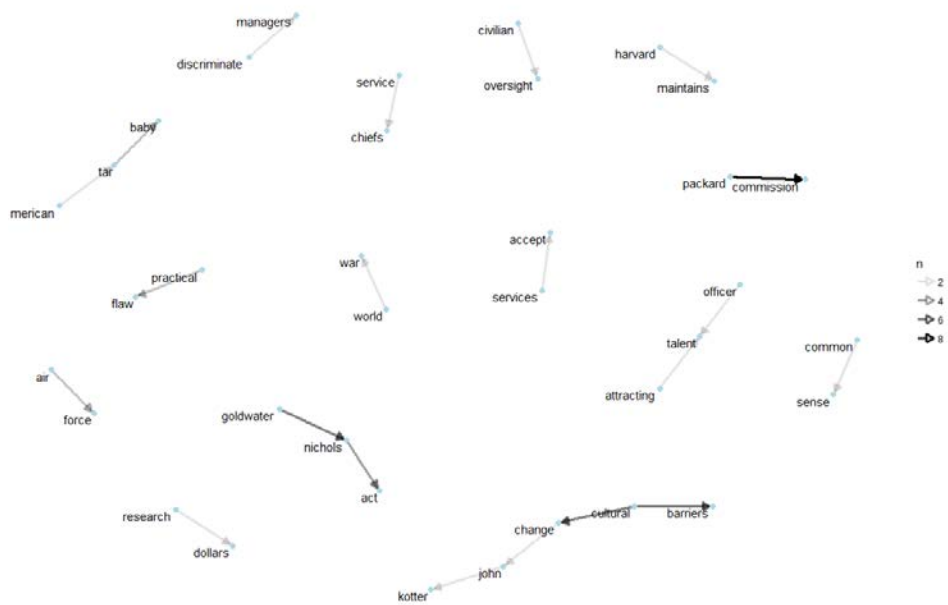 managers
discriminate
civilian
oversight
harvard
maintains
service
chiefs
baby
tar
merican
packard
commission
accept
services
practical
flaw
war
world
officer
talent
attracting
n
2
4
6
8
common
sense
air
force
goldwater
nichols
act
research
dollars
cultural
barriers
change
john
kotter